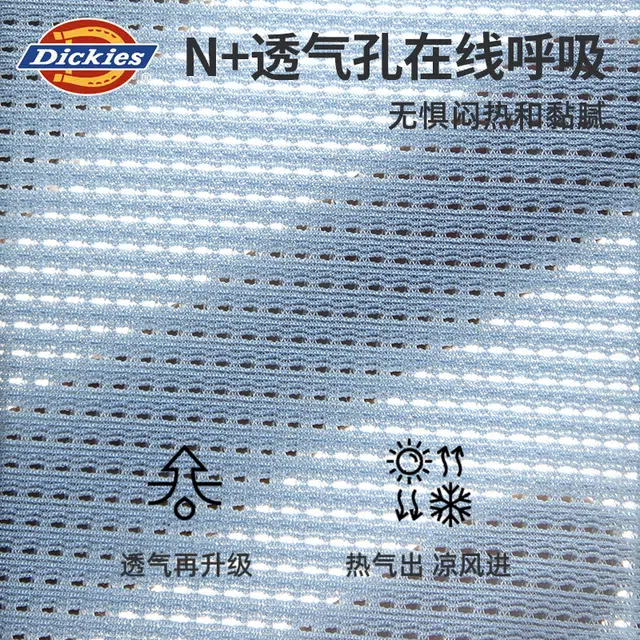 Dickies
N+透气孔在线呼吸
无惧闷热和黏腻
透气再升级
热气出 凉风进